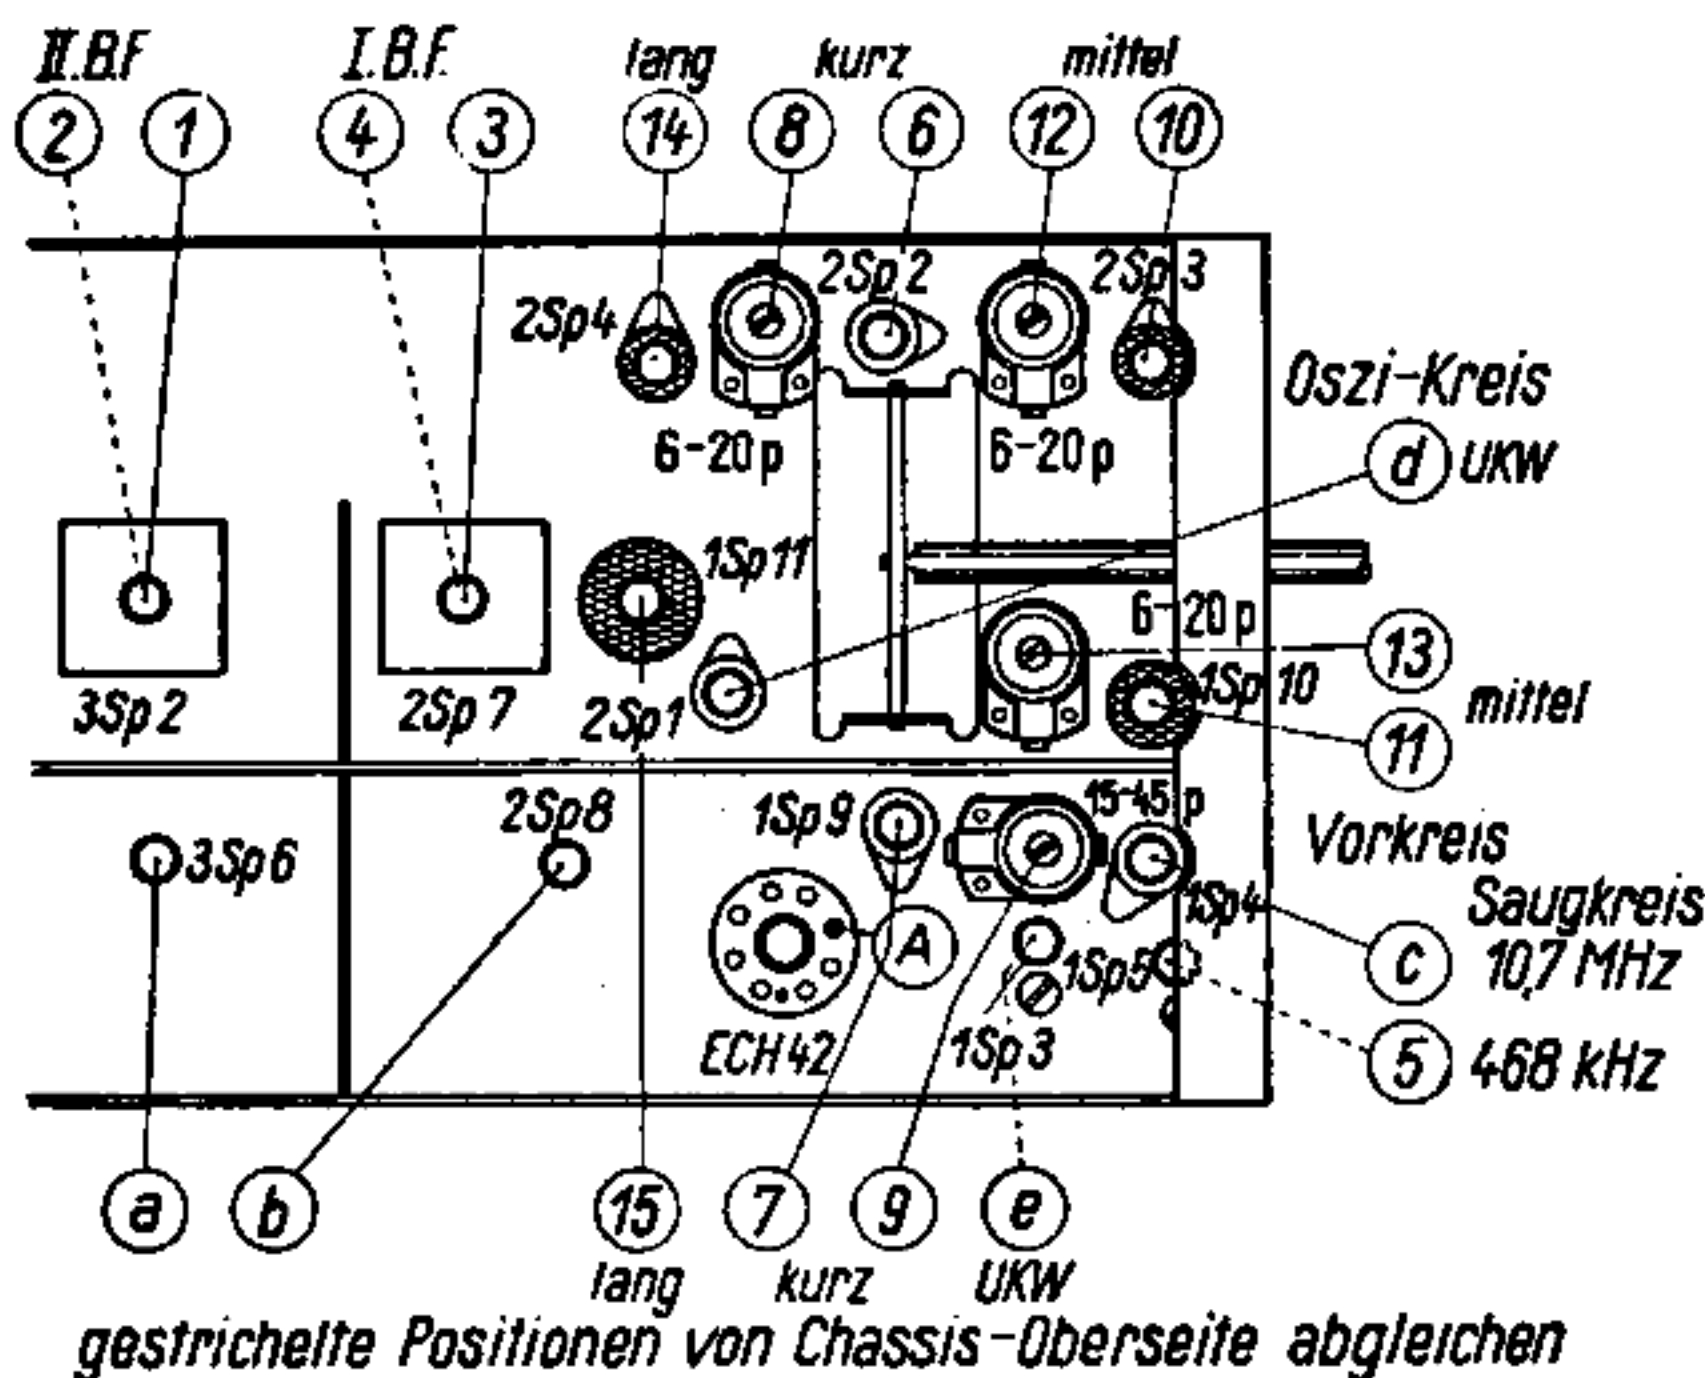 II.B.F I.B.F. lang kurz mittel
2 1 4 3 14 8 6 12 10
2Sp4 2Sp2 2Sp3
6-20p 6-20p
Oszi-Kreis
d UKW
1Sp11
6-20p
13
3Sp2 2Sp7 2Sp1 1Sp10
mittel
11
2Sp8 1Sp9 15-45p
3Sp6
Vorkreis
1Sp4 Saugkreis
A 1Sp5 c 10,7 MHz
ECH42 1Sp3 5 468 kHz
a b 15 7 9 e
lang kurz UKW
gestrichelte Positionen von Chassis-Oberseite abgleichen